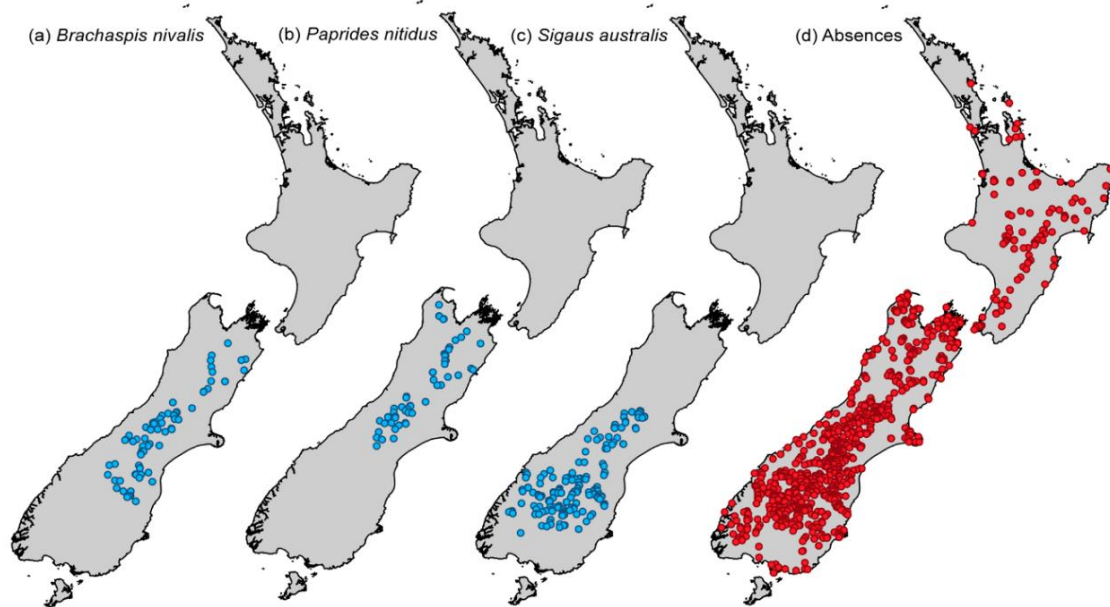 (a) Brachaspis nivalis
(b) Paprides nitidus
(c) Sigaus australis
(d) Absences